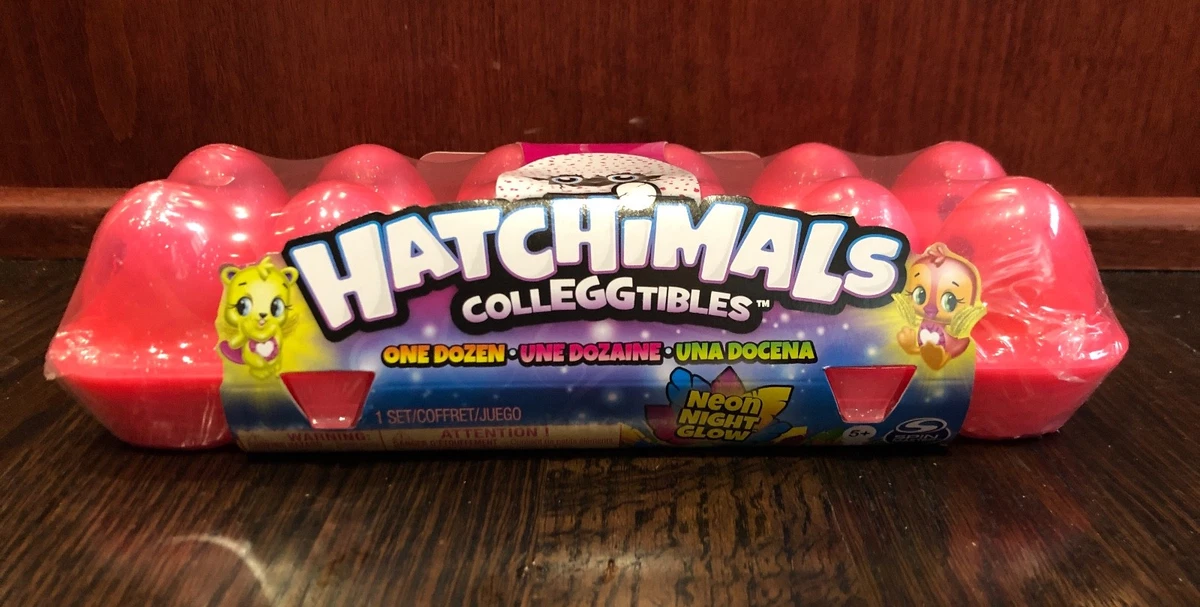 HATCHiMALS
COLLEGGTIBLES™
ONE DOZEN • UNE DOZAINE • UNA DOCENA
1 SET/COFFRET/JUEGO
Neon
NIGHT
GLOW
WARNING:
ATTENTION !
5+
SPIN